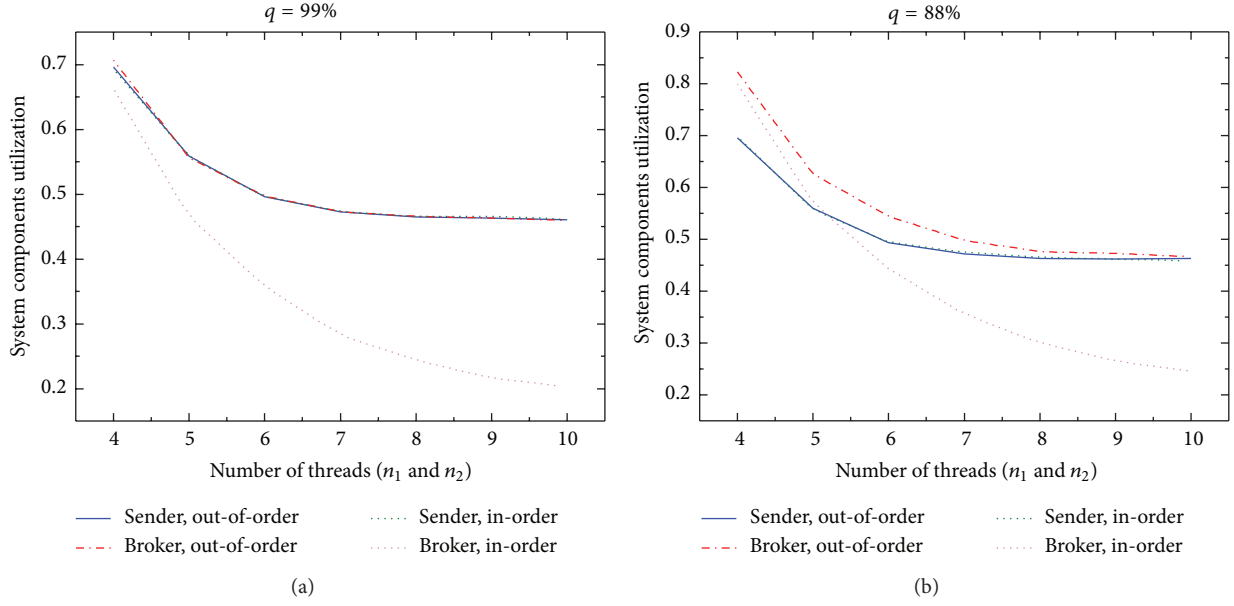 q = 99%
0.7
0.6
0.5
0.4
0.3
0.2
System components utilization
4 5 6 7 8 9 10
Number of threads (n₁ and n₂)
Sender, out-of-order
Broker, out-of-order
Sender, in-order
Broker, in-order
(a)
q = 88%
0.9
0.8
0.7
0.6
0.5
0.4
0.3
0.2
System components utilization
4 5 6 7 8 9 10
Number of threads (n₁ and n₂)
Sender, out-of-order
Broker, out-of-order
Sender, in-order
Broker, in-order
(b)